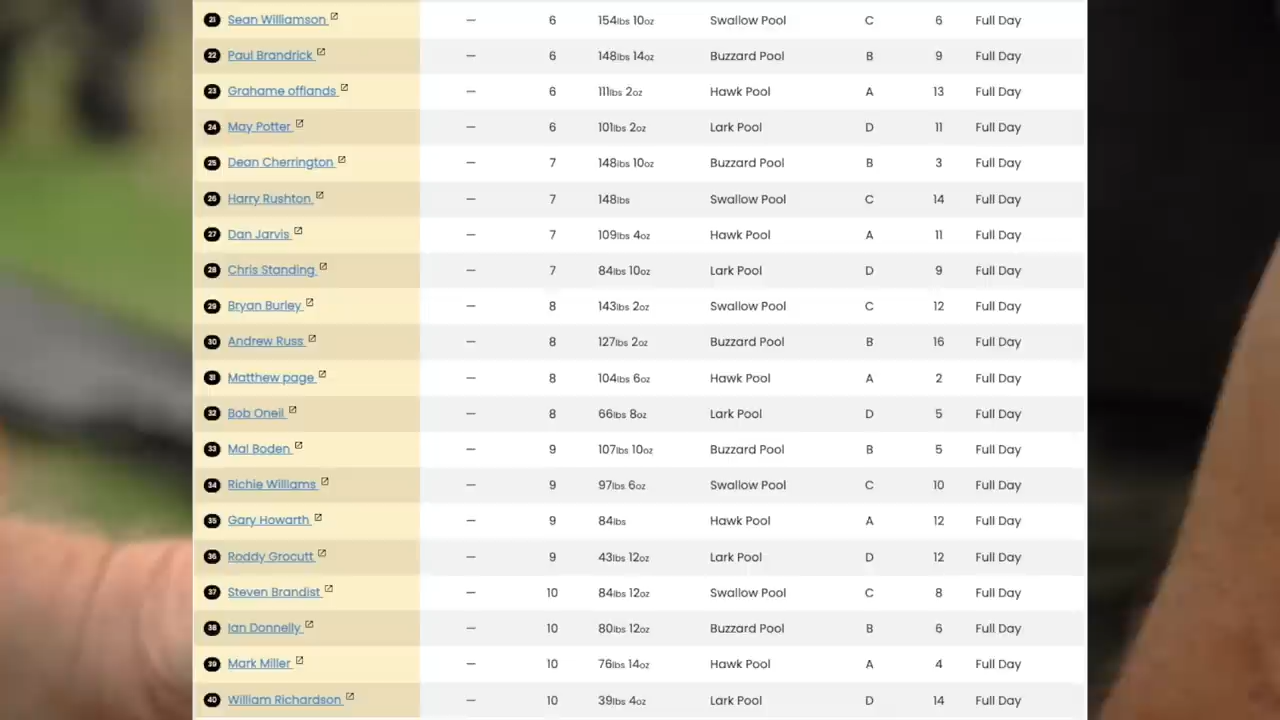 21 Sean Williamson — 6 154lbs 10oz Swallow Pool C 6 Full Day
22 Paul Brandrick — 6 148lbs 14oz Buzzard Pool B 9 Full Day
23 Grahame offlands — 6 111lbs 2oz Hawk Pool A 13 Full Day
24 May Potter — 6 101lbs 2oz Lark Pool D 11 Full Day
25 Dean Cherrington — 7 148lbs 10oz Buzzard Pool B 3 Full Day
26 Harry Rushton — 7 148lbs Swallow Pool C 14 Full Day
27 Dan Jarvis — 7 109lbs 4oz Hawk Pool A 11 Full Day
28 Chris Standing — 7 84lbs 10oz Lark Pool D 9 Full Day
29 Bryan Burley — 8 143lbs 2oz Swallow Pool C 12 Full Day
30 Andrew Russ — 8 127lbs 2oz Buzzard Pool B 16 Full Day
31 Matthew page — 8 104lbs 6oz Hawk Pool A 2 Full Day
32 Bob Oneil — 8 66lbs 8oz Lark Pool D 5 Full Day
33 Mal Boden — 9 107lbs 10oz Buzzard Pool B 5 Full Day
34 Richie Williams — 9 97lbs 6oz Swallow Pool C 10 Full Day
35 Gary Howarth — 9 84lbs Hawk Pool A 12 Full Day
36 Roddy Grocutt — 9 43lbs 12oz Lark Pool D 12 Full Day
37 Steven Brandist — 10 84lbs 12oz Swallow Pool C 8 Full Day
38 Ian Donnelly — 10 80lbs 12oz Buzzard Pool B 6 Full Day
39 Mark Miller — 10 76lbs 14oz Hawk Pool A 4 Full Day
40 William Richardson — 10 39lbs 4oz Lark Pool D 14 Full Day